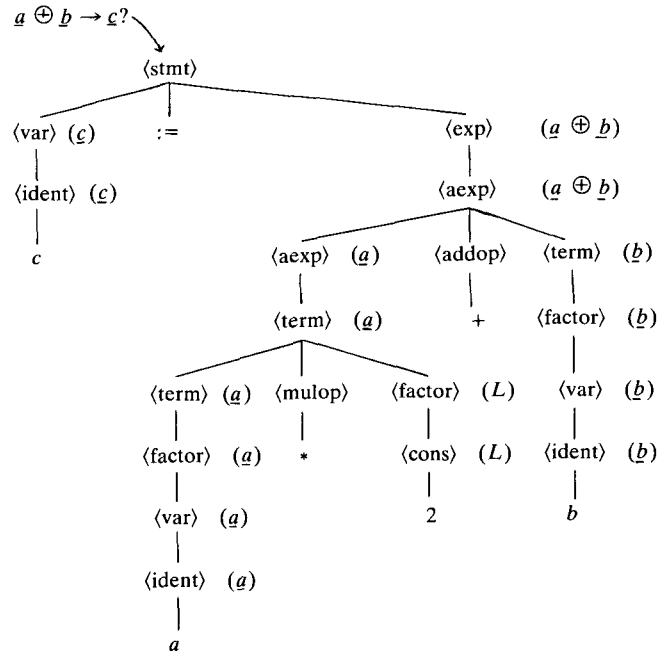 a̲ ⊕ b̲ → c̲?
⟨stmt⟩
⟨var⟩ (c̲) := ⟨exp⟩ (a̲ ⊕ b̲)
⟨ident⟩ (c̲) ⟨aexp⟩ (a̲ ⊕ b̲)
c ⟨aexp⟩ (a̲) ⟨addop⟩ ⟨term⟩ (b̲)
⟨term⟩ (a̲) + ⟨factor⟩ (b̲)
⟨term⟩ (a̲) ⟨mulop⟩ ⟨factor⟩ (L) ⟨var⟩ (b̲)
⟨factor⟩ (a̲) * ⟨cons⟩ (L) ⟨ident⟩ (b̲)
⟨var⟩ (a̲) 2 b
⟨ident⟩ (a̲)
a